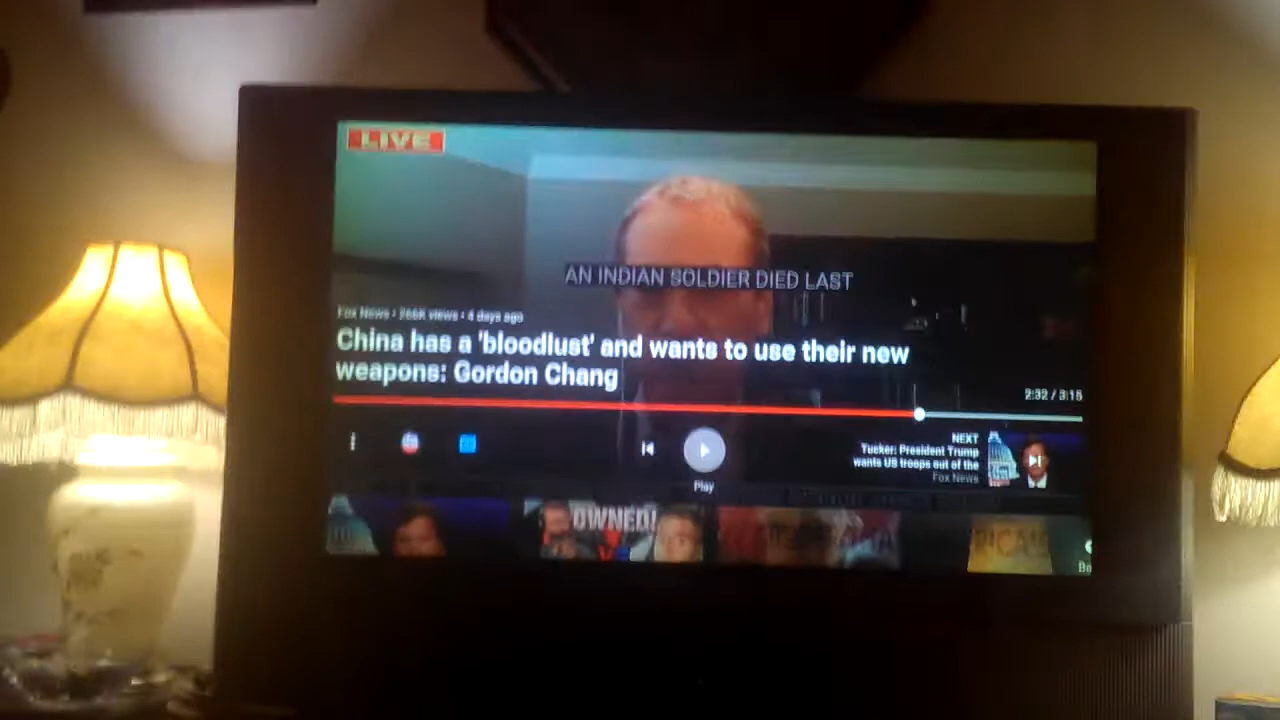 LIVE
AN INDIAN SOLDIER DIED LAST
Fox News • 266K views • 4 days ago
China has a 'bloodlust' and wants to use their new
weapons: Gordon Chang
2:32 / 3:15
NEXT
Tucker: President Trump
wants US troops out of the
Fox News
Play
OWNED!